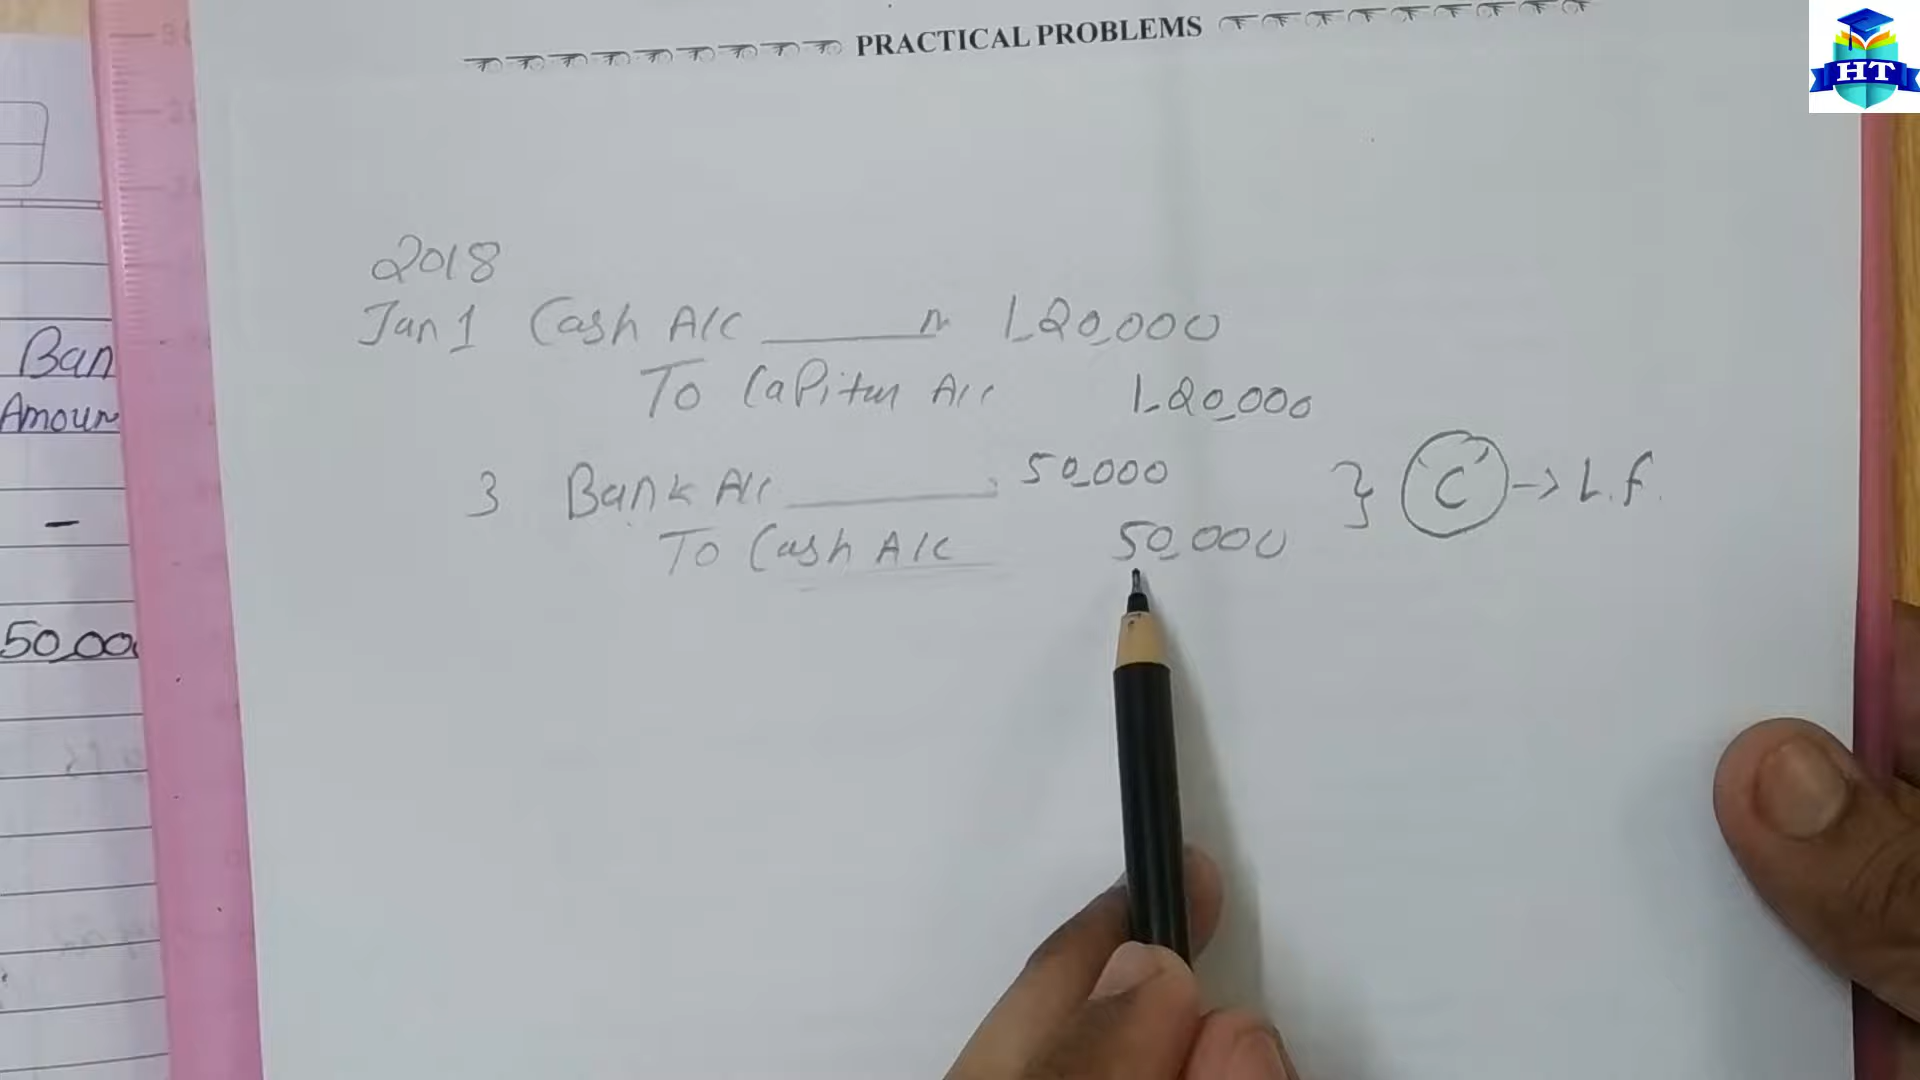 PRACTICAL PROBLEMS
HT
2018
Jan 1 Cash A/c 1,20,000
To Capital A/c 1,20,000
3 Bank A/c 50,000
To Cash A/c 50,000
} C → L.f.
Ban
Amoun
-
50,00